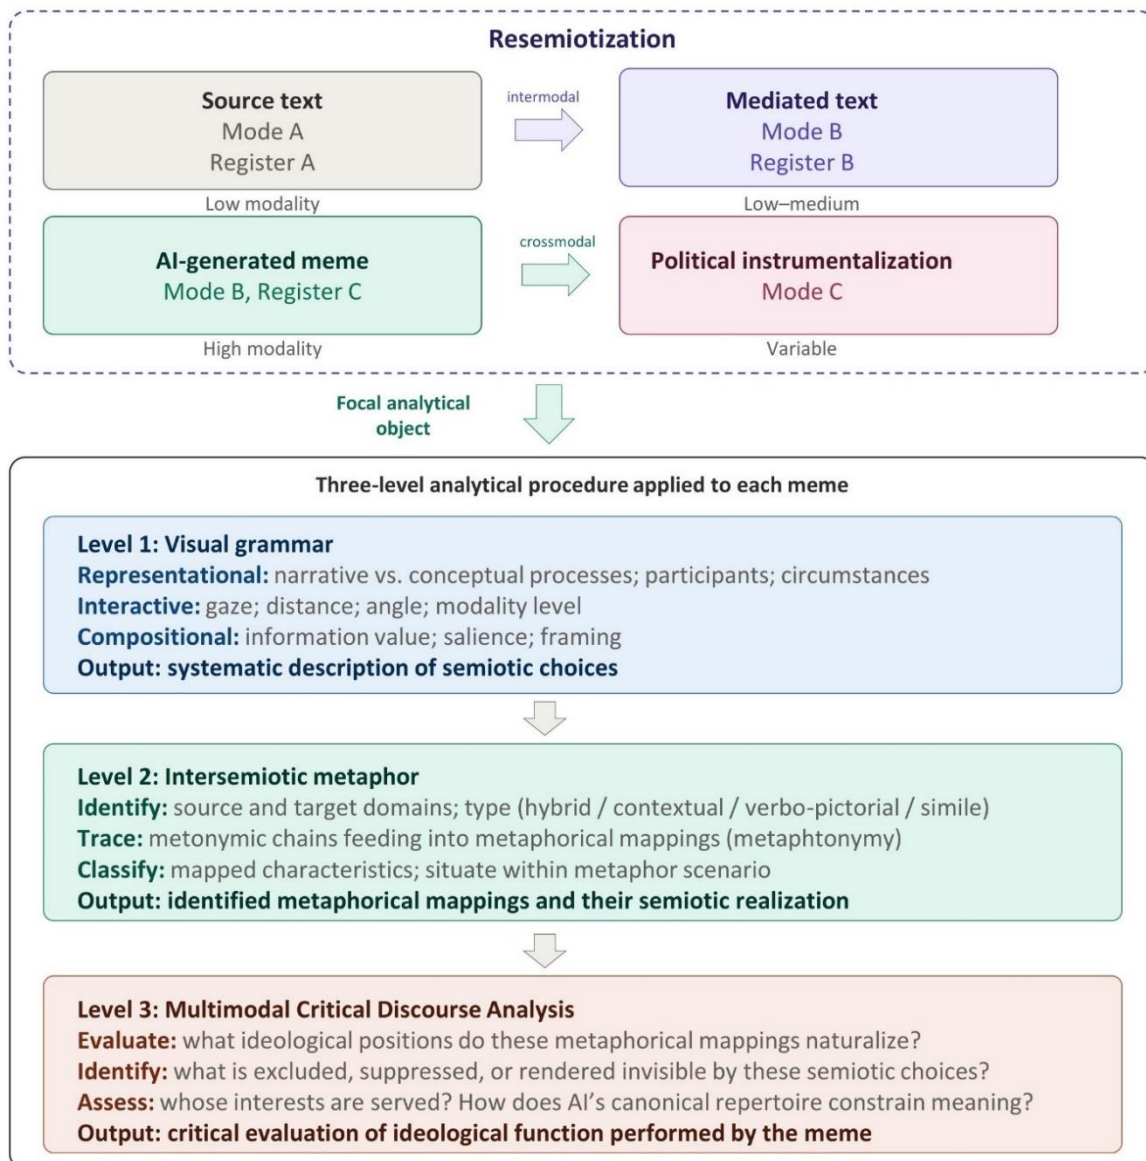 Resemiotization
Source text
Mode A
Register A
intermodal
Mediated text
Mode B
Register B
Low modality
Low–medium
AI-generated meme
Mode B, Register C
crossmodal
Political instrumentalization
Mode C
High modality
Variable
Focal analytical
object
Three-level analytical procedure applied to each meme
Level 1: Visual grammar
Representational: narrative vs. conceptual processes; participants; circumstances
Interactive: gaze; distance; angle; modality level
Compositional: information value; salience; framing
Output: systematic description of semiotic choices
Level 2: Intersemiotic metaphor
Identify: source and target domains; type (hybrid / contextual / verbo-pictorial / simile)
Trace: metonymic chains feeding into metaphorical mappings (metaphtonymy)
Classify: mapped characteristics; situate within metaphor scenario
Output: identified metaphorical mappings and their semiotic realization
Level 3: Multimodal Critical Discourse Analysis
Evaluate: what ideological positions do these metaphorical mappings naturalize?
Identify: what is excluded, suppressed, or rendered invisible by these semiotic choices?
Assess: whose interests are served? How does AI’s canonical repertoire constrain meaning?
Output: critical evaluation of ideological function performed by the meme